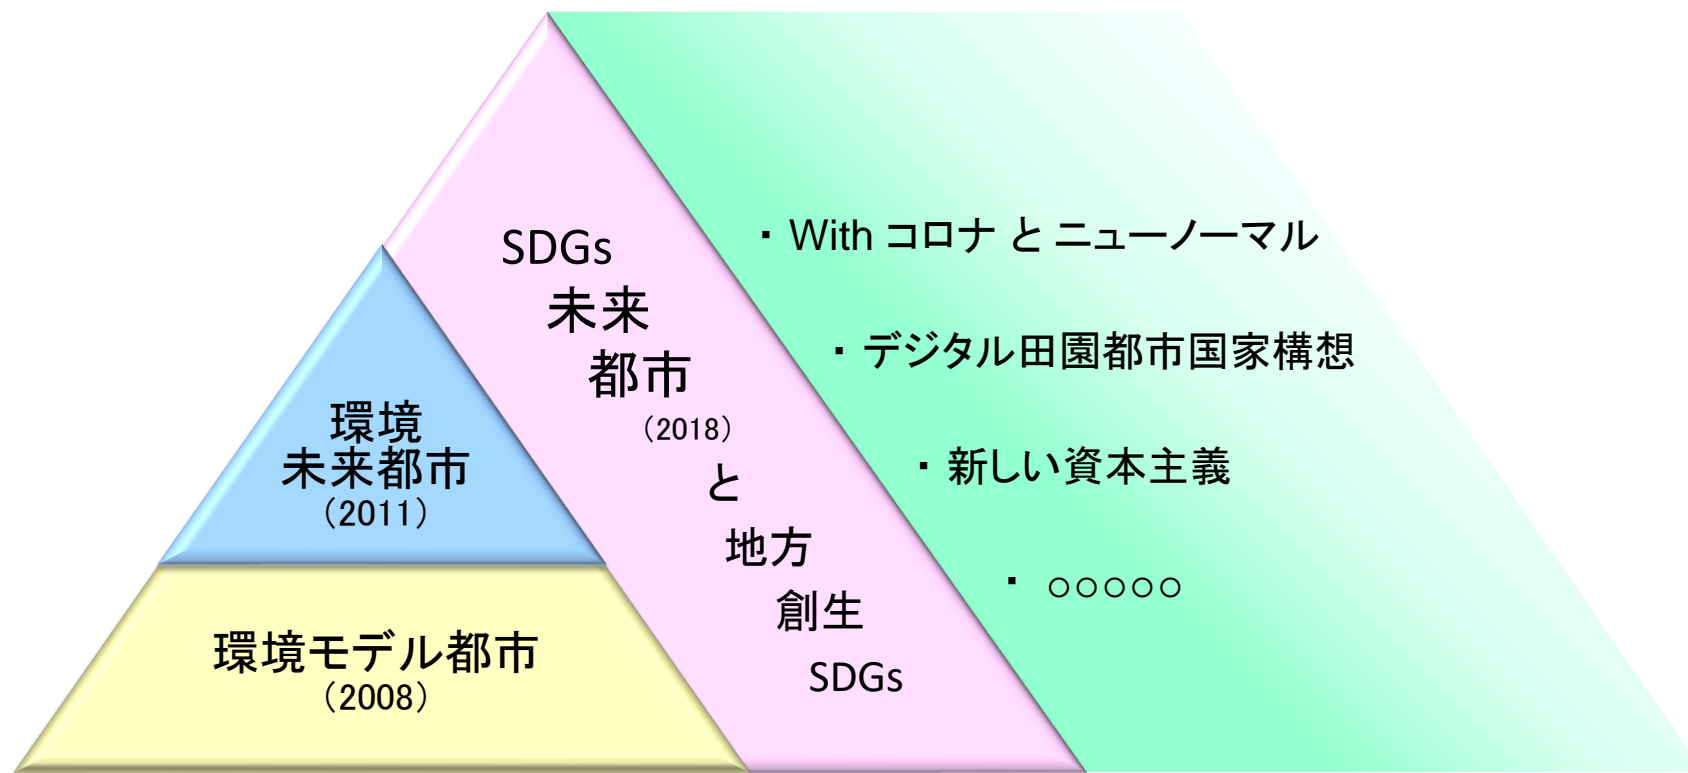 環境
未来都市
（2011）
環境モデル都市
（2008）
SDGs
未来
都市
（2018）
と
地方
創生
SDGs
・With コロナ と ニューノーマル
・デジタル田園都市国家構想
・新しい資本主義
・ ○○○○○